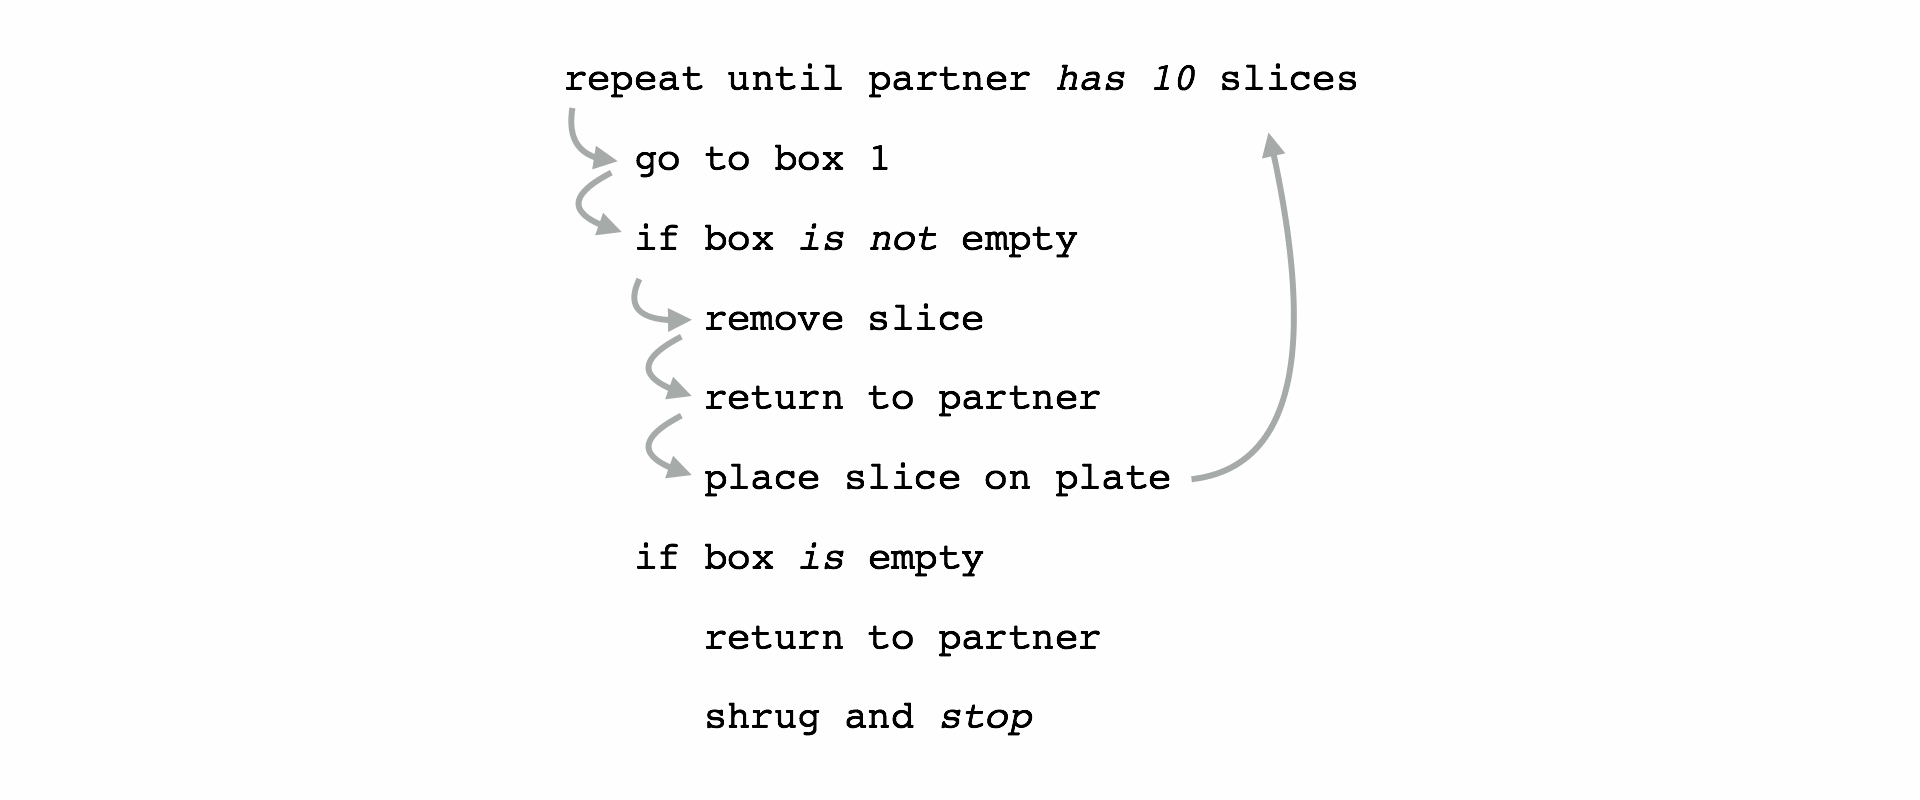 repeat until partner has 10 slices
go to box 1
if box is not empty
remove slice
return to partner
place slice on plate
if box is empty
return to partner
shrug and stop